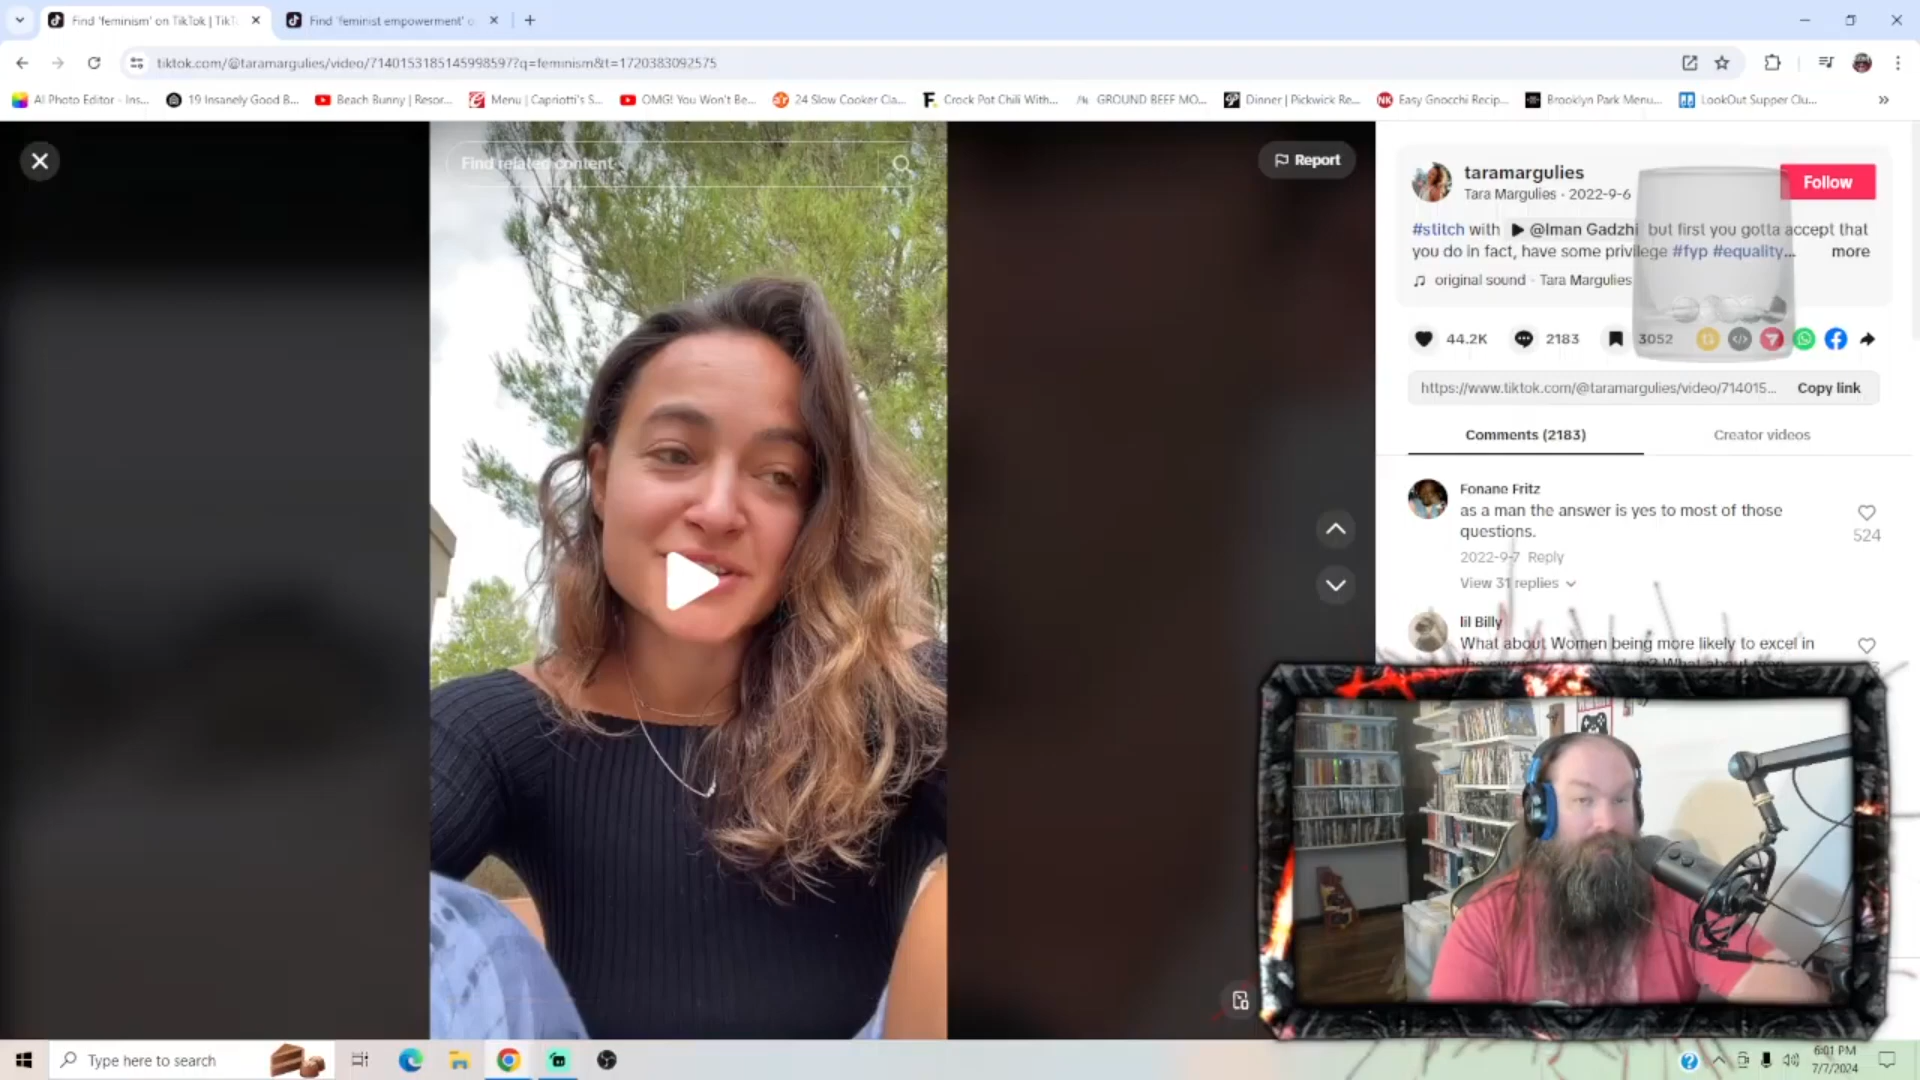 Find 'feminism' on TikTok | TikT
Find 'feminist empowerment' o
tiktok.com/@taramargulies/video/7140153185145998597?q=feminism&t=1720383092575
AI Photo Editor - Ins...
19 Insanely Good B...
Beach Bunny | Resor...
Menu | Capriotti's S...
OMG! You Won't Be...
24 Slow Cooker Cla...
Crock Pot Chili With...
GROUND BEEF MO...
Dinner | Pickwick Re...
Easy Gnocchi Recip...
Brooklyn Park Menu...
LookOut Supper Clu...
Find related content
Report
taramargulies
Tara Margulies · 2022-9-6
Follow
#stitch with @Iman Gadzhi but first you gotta accept that
you do in fact, have some privilege #fyp #equality... more
original sound - Tara Margulies
44.2K
2183
3052
https://www.tiktok.com/@taramargulies/video/714015...
Copy link
Comments (2183)
Creator videos
Fonane Fritz
as a man the answer is yes to most of those
questions.
524
2022-9-7 Reply
View 31 replies
lil Billy
What about Women being more likely to excel in
Type here to search
6:01 PM
7/7/2024